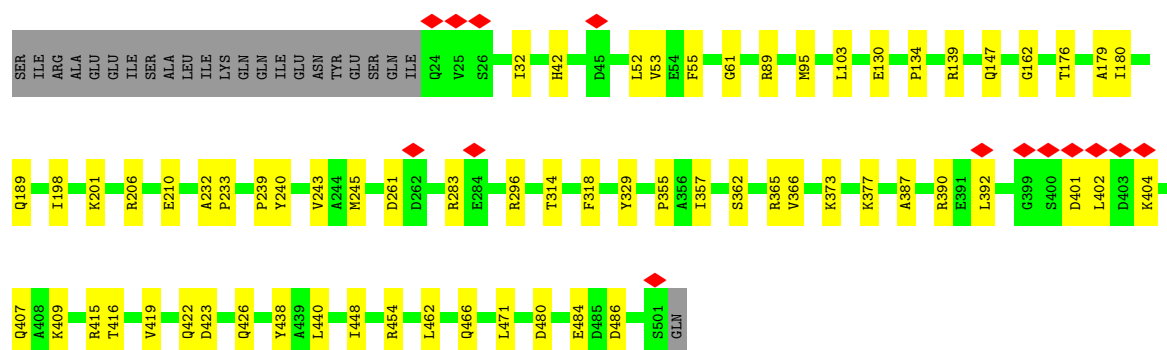 SER ILE ARG ALA GLU GLU ILE SER ALA LEU ILE LYS GLN GLN ILE GLU ASN TYR GLU SER GLN ILE Q24 V25 S26 I32 H42 D45 L52 V53 E54 F55 G61 R89 M95 L103 E130 P134 R139 Q147 G162 T176 A179 I180
Q189 I198 K201 R206 E210 A232 P233 P239 Y240 V243 A244 M245 D261 D262 R283 E284 R296 T314 F318 Y329 P355 A356 I357 S362 R365 V366 K373 K377 A387 R390 E391 L392 G399 S400 D401 L402 D403 K404
Q407 A408 K409 R415 T416 V419 Q422 D423 Q426 Y438 A439 L440 I448 R454 L462 Q466 L471 D480 E484 D485 D486 S501 GLN